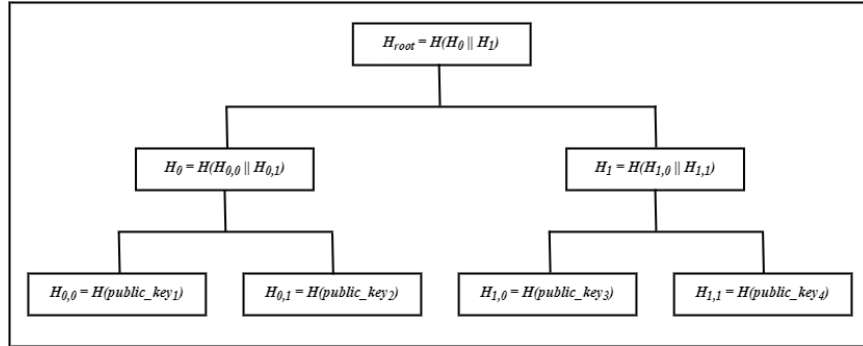 H_root = H(H_0 || H_1)
H_0 = H(H_0,0 || H_0,1)
H_1 = H(H_1,0 || H_1,1)
H_0,0 = H(public_key_1)
H_0,1 = H(public_key_2)
H_1,0 = H(public_key_3)
H_1,1 = H(public_key_4)